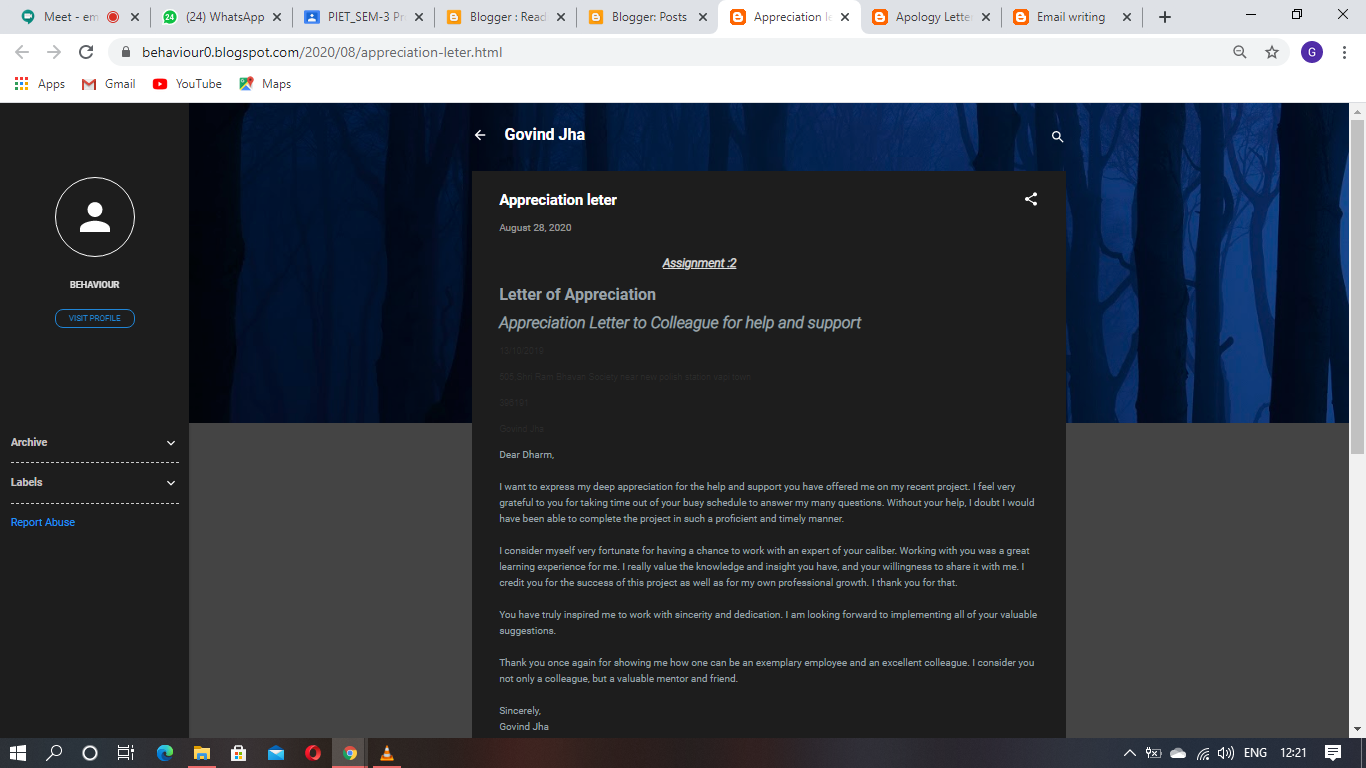 Meet - em
(24) WhatsApp
PIET_SEM-3 Pr
Blogger : Read
Blogger: Posts
Appreciation le
Apology Letter
Email writing
behaviour0.blogspot.com/2020/08/appreciation-leter.html
G
Apps
Gmail
YouTube
Maps
Govind Jha
Appreciation leter
August 28, 2020
BEHAVIOUR
VISIT PROFILE
Archive
Labels
Report Abuse
Assignment :2
Letter of Appreciation
Appreciation Letter to Colleague for help and support
Govind Jha
Dear Dharm,
I want to express my deep appreciation for the help and support you have offered me on my recent project. I feel very
grateful to you for taking time out of your busy schedule to answer my many questions. Without your help, I doubt I would
have been able to complete the project in such a proficient and timely manner.
I consider myself very fortunate for having a chance to work with an expert of your caliber. Working with you was a great
learning experience for me. I really value the knowledge and insight you have, and your willingness to share it with me. I
credit you for the success of this project as well as for my own professional growth. I thank you for that.
You have truly inspired me to work with sincerity and dedication. I am looking forward to implementing all of your valuable
suggestions.
Thank you once again for showing me how one can be an exemplary employee and an excellent colleague. I consider you
not only a colleague, but a valuable mentor and friend.
Sincerely,
Govind Jha
ENG
12:21